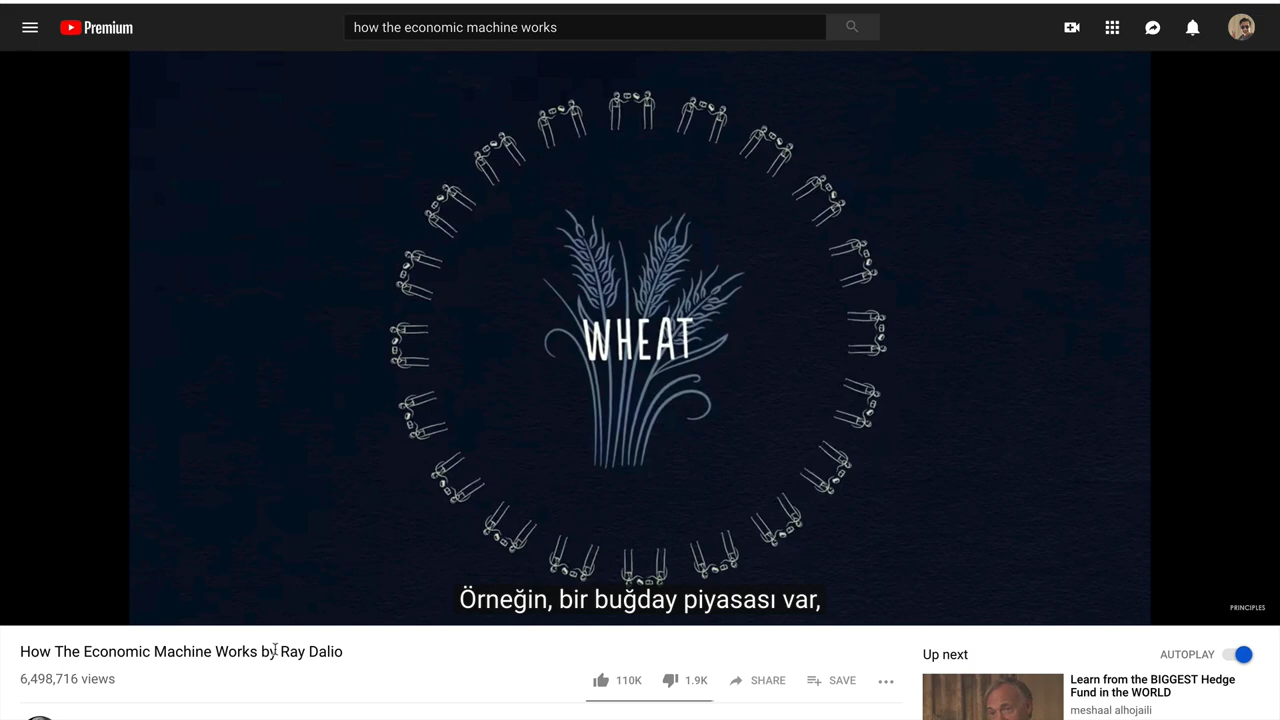 Premium
how the economic machine works
WHEAT
Örneğin, bir buğday piyasası var,
PRINCIPLES
How The Economic Machine Works by Ray Dalio
6,498,716 views
110K
1.9K
SHARE
SAVE
Up next
AUTOPLAY
Learn from the BIGGEST Hedge
Fund in the WORLD
meshaal alhojaili